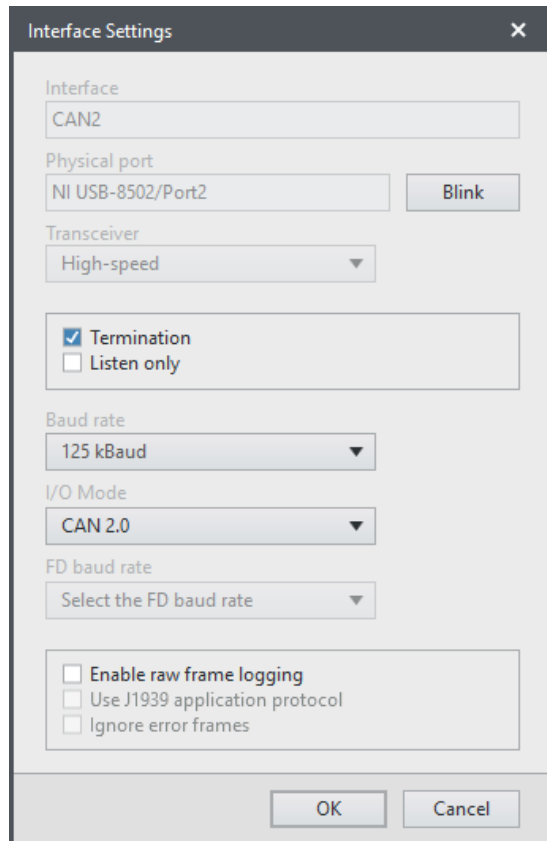 Interface Settings
Interface
CAN2
Physical port
NI USB-8502/Port2
Blink
Transceiver
High-speed
Termination
Listen only
Baud rate
125 kBaud
I/O Mode
CAN 2.0
FD baud rate
Select the FD baud rate
Enable raw frame logging
Use J1939 application protocol
Ignore error frames
OK
Cancel